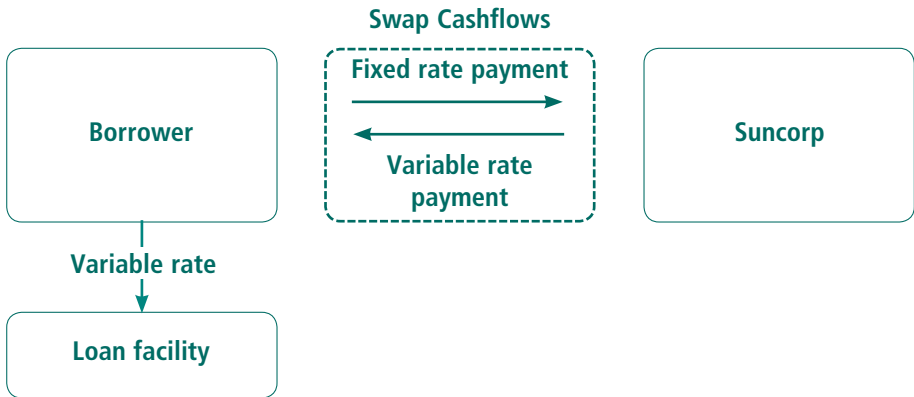 Swap Cashflows
Fixed rate payment
Borrower
Suncorp
Variable rate
payment
Variable rate
Loan facility